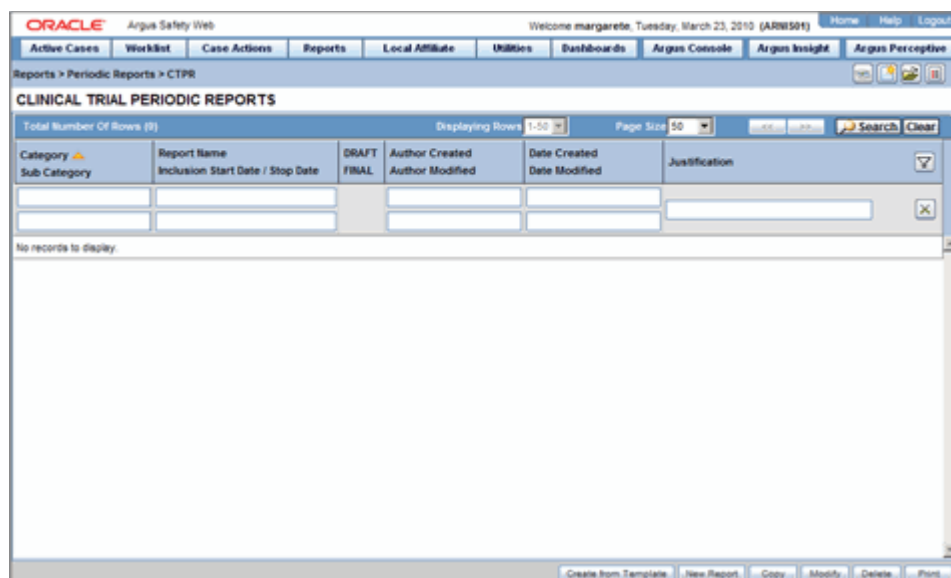 ORACLE Argus Safety Web Welcome margarete, Tuesday, March 23, 2010 (ARNIS01) Home Help Logout
Active Cases Worklist Case Actions Reports Local Affiliate Utilities Dashboards Argus Console Argus Insight Argus Perceptive
Reports > Periodic Reports > CTPR
CLINICAL TRIAL PERIODIC REPORTS
Total Number Of Rows (0) Displaying Rows 1-50 Page Size 50 << >> Search Clear
Category Report Name DRAFT Author Created Date Created Justification
Sub Category Inclusion Start Date / Stop Date FINAL Author Modified Date Modified
No records to display.
Create from Template New Report Copy Modify Delete Print